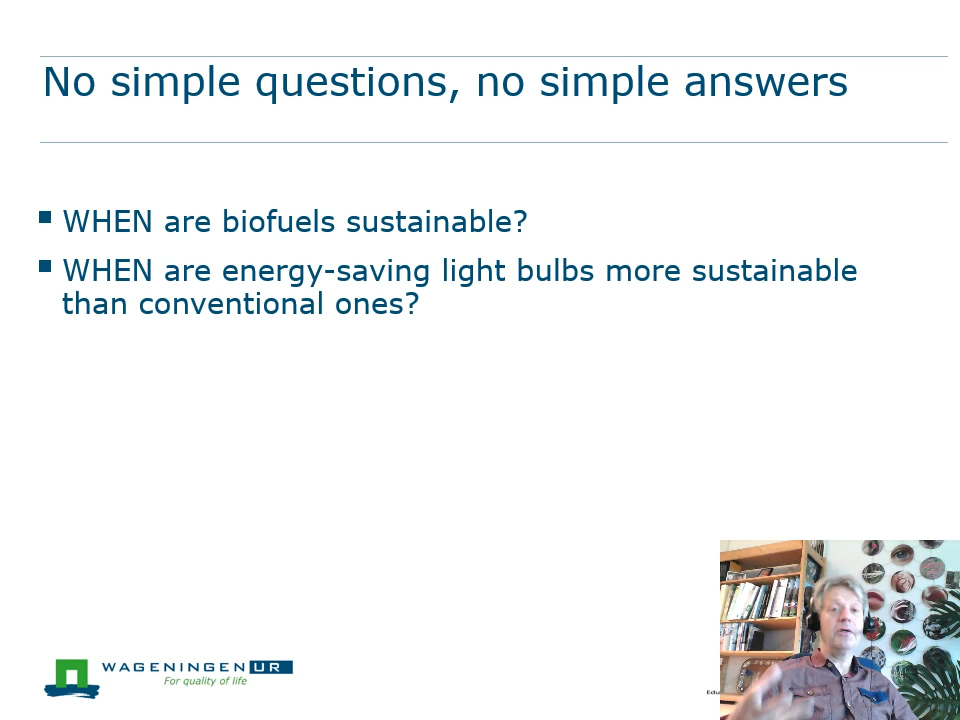 No simple questions, no simple answers
WHEN are biofuels sustainable?
WHEN are energy-saving light bulbs more sustainable
than conventional ones?
WAGENINGEN UR
For quality of life